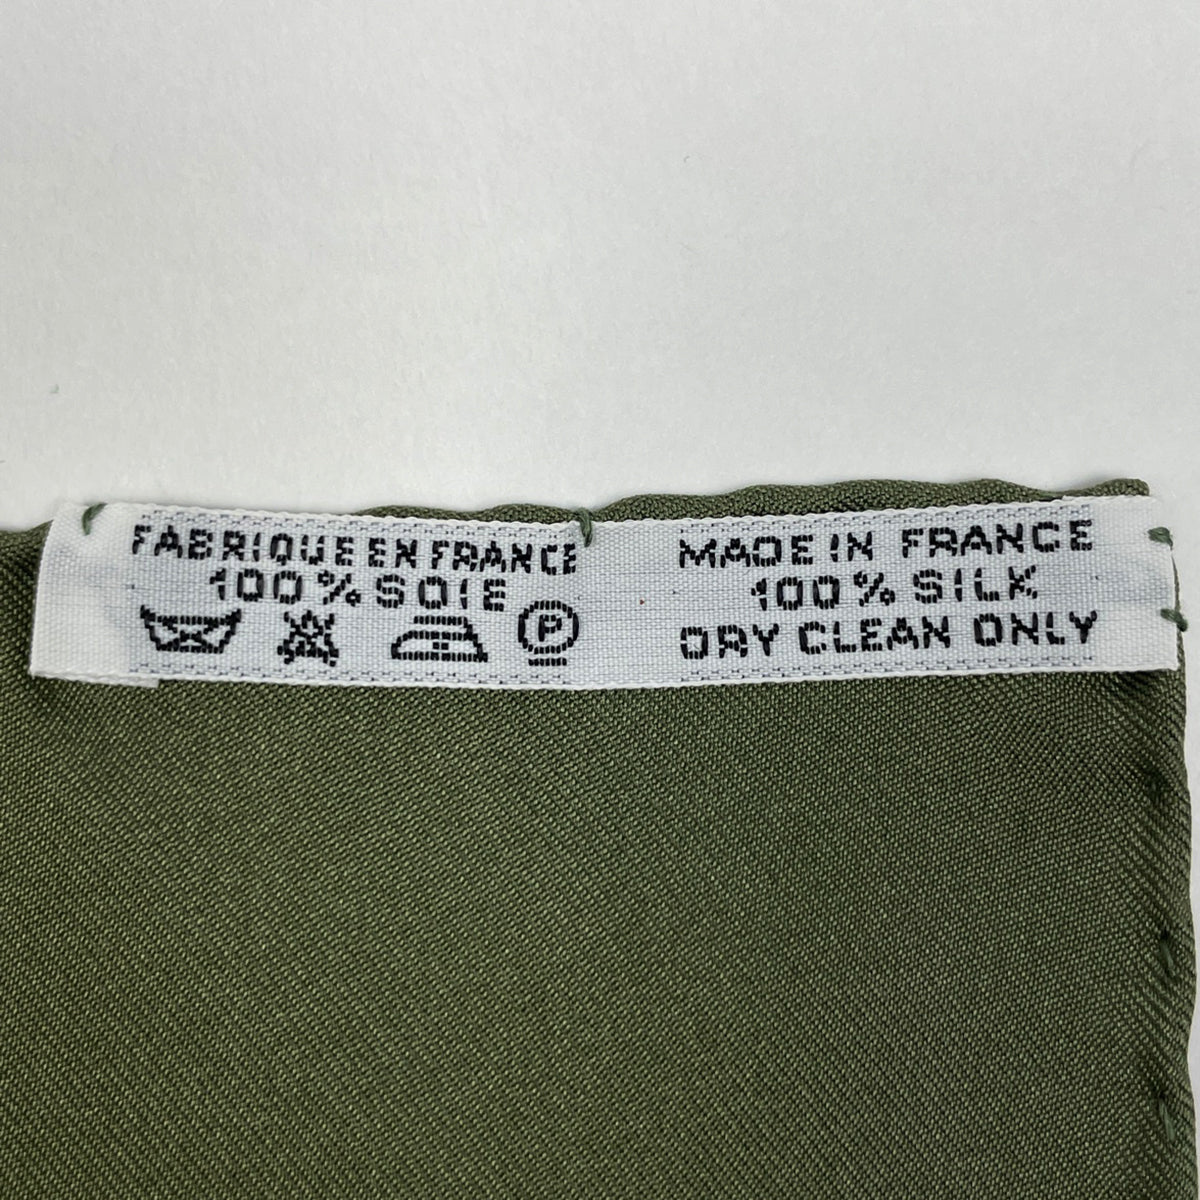 FABRIQUE EN FRANCE
100% SOIE
P
MADE IN FRANCE
100% SILK
DRY CLEAN ONLY